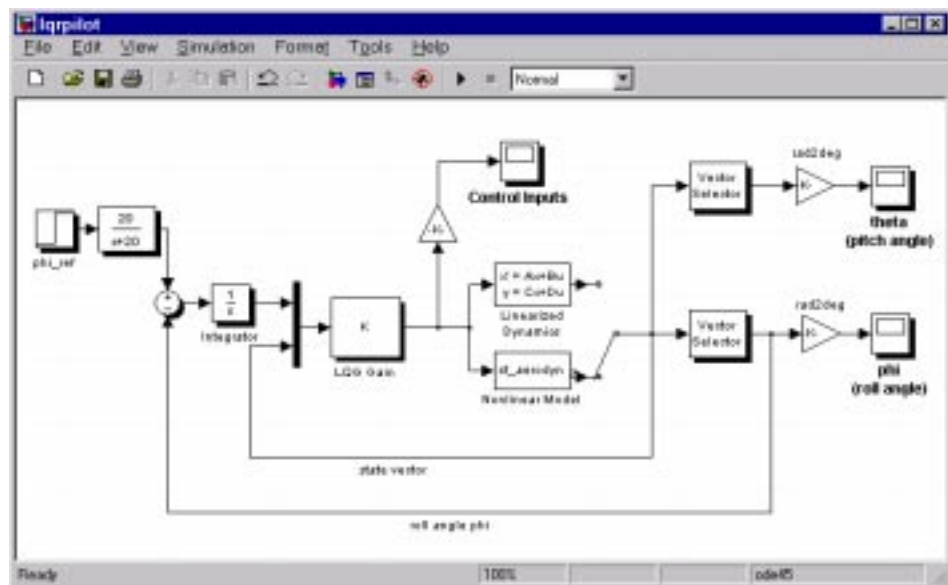 lqrpilot
File Edit View Simulation Format Tools Help
Normal
rad2deg
Vector
Selector
K-
theta
(pitch angle)
Control Inputs
-K-
phi_ref
20
s+20
1
s
Integrator
K
LQG Gain
x' = Ax+Bu
y = Cx+Du
Linearized
Dynamics
Nonlinear Model
rad2deg
Vector
Selector
K-
phi
(roll angle)
state vector
roll angle phi
Ready
100%
ode45